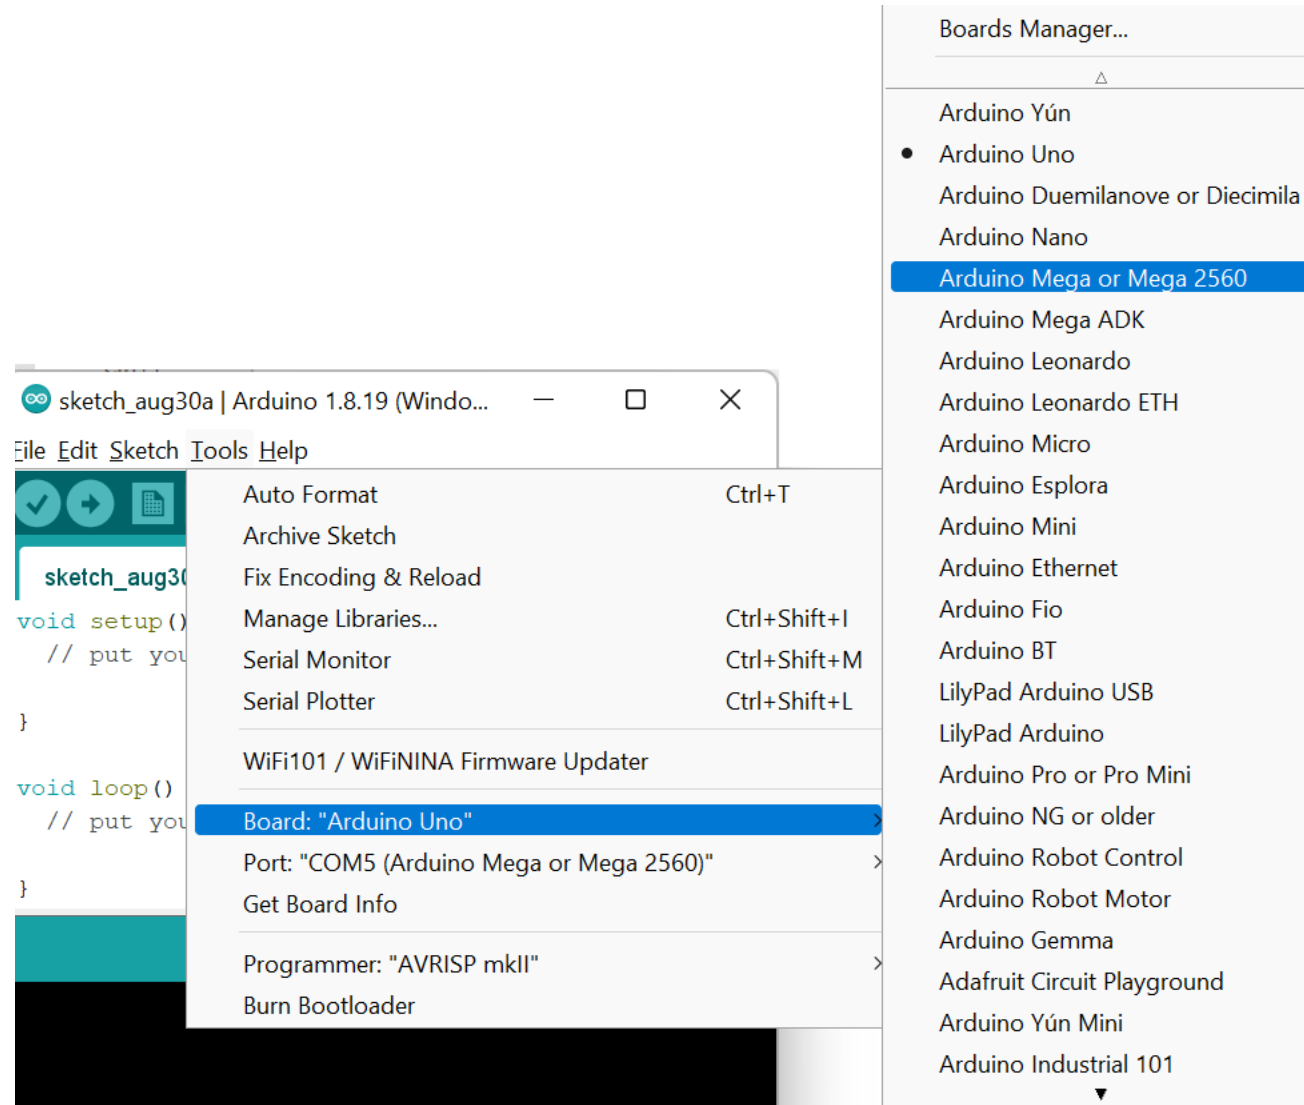 Boards Manager...
Arduino Yún
Arduino Uno
Arduino Duemilanove or Diecimila
Arduino Nano
Arduino Mega or Mega 2560
Arduino Mega ADK
Arduino Leonardo
Arduino Leonardo ETH
Arduino Micro
Arduino Esplora
Arduino Mini
Arduino Ethernet
Arduino Fio
Arduino BT
LilyPad Arduino USB
LilyPad Arduino
Arduino Pro or Pro Mini
Arduino NG or older
Arduino Robot Control
Arduino Robot Motor
Arduino Gemma
Adafruit Circuit Playground
Arduino Yún Mini
Arduino Industrial 101
sketch_aug30a | Arduino 1.8.19 (Windo...
File Edit Sketch Tools Help
Auto Format Ctrl+T
Archive Sketch
Fix Encoding & Reload
Manage Libraries... Ctrl+Shift+I
Serial Monitor Ctrl+Shift+M
Serial Plotter Ctrl+Shift+L
WiFi101 / WiFiNINA Firmware Updater
Board: "Arduino Uno"
Port: "COM5 (Arduino Mega or Mega 2560)"
Get Board Info
Programmer: "AVRISP mkII"
Burn Bootloader
sketch_aug30
void setup()
// put you
}
void loop()
// put you
}